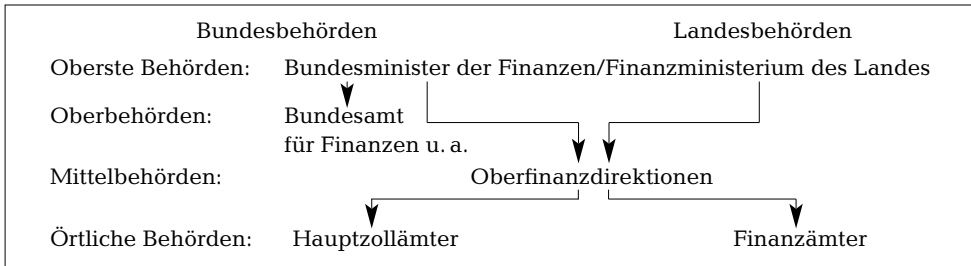 Bundesbehörden Landesbehörden
Oberste Behörden: Bundesminister der Finanzen/Finanzministerium des Landes
Oberbehörden: Bundesamt
für Finanzen u. a.
Mittelbehörden: Oberfinanzdirektionen
Örtliche Behörden: Hauptzollämter Finanzämter